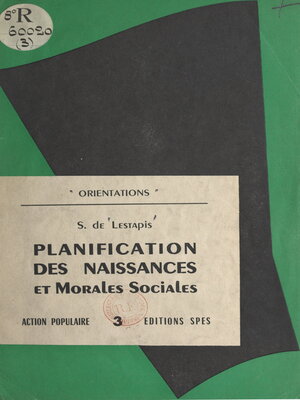 8° R
60020
(3)
" ORIENTATIONS "
S. de Lestapis
PLANIFICATION
DES NAISSANCES
ET MORALES SOCIALES
ACTION POPULAIRE 3 EDITIONS SPES